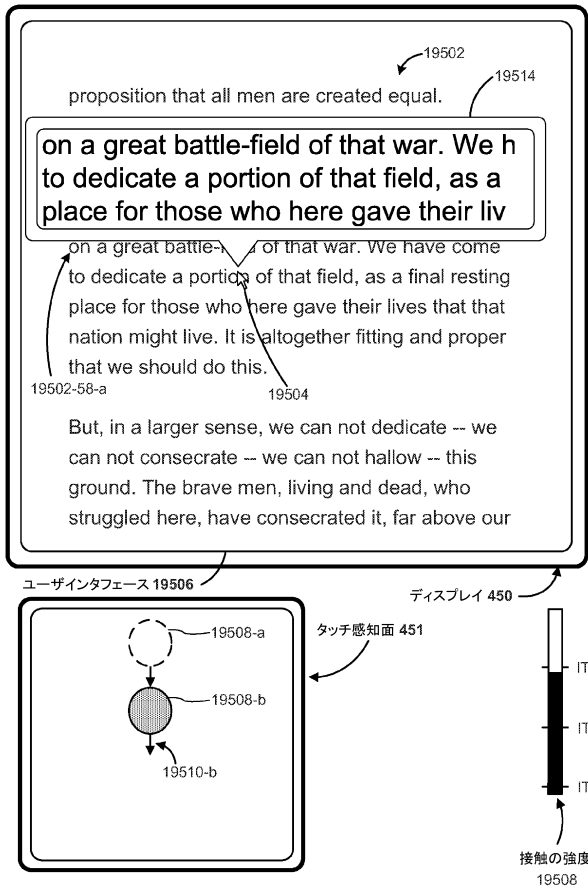 19502
19514
proposition that all men are created equal.
on a great battle-field of that war. We h
to dedicate a portion of that field, as a
place for those who here gave their liv
on a great battle- of that war. We have come
to dedicate a portion of that field, as a final resting
place for those who here gave their lives that that
nation might live. It is altogether fitting and proper
that we should do this.
19502-58-a
19504
But, in a larger sense, we can not dedicate -- we
can not consecrate -- we can not hallow -- this
ground. The brave men, living and dead, who
struggled here, have consecrated it, far above our
ユーザインタフェース 19506
ディスプレイ 450
タッチ感知面 451
19508-a
19508-b
19510-b
IT
IT
IT
接触の強度
19508